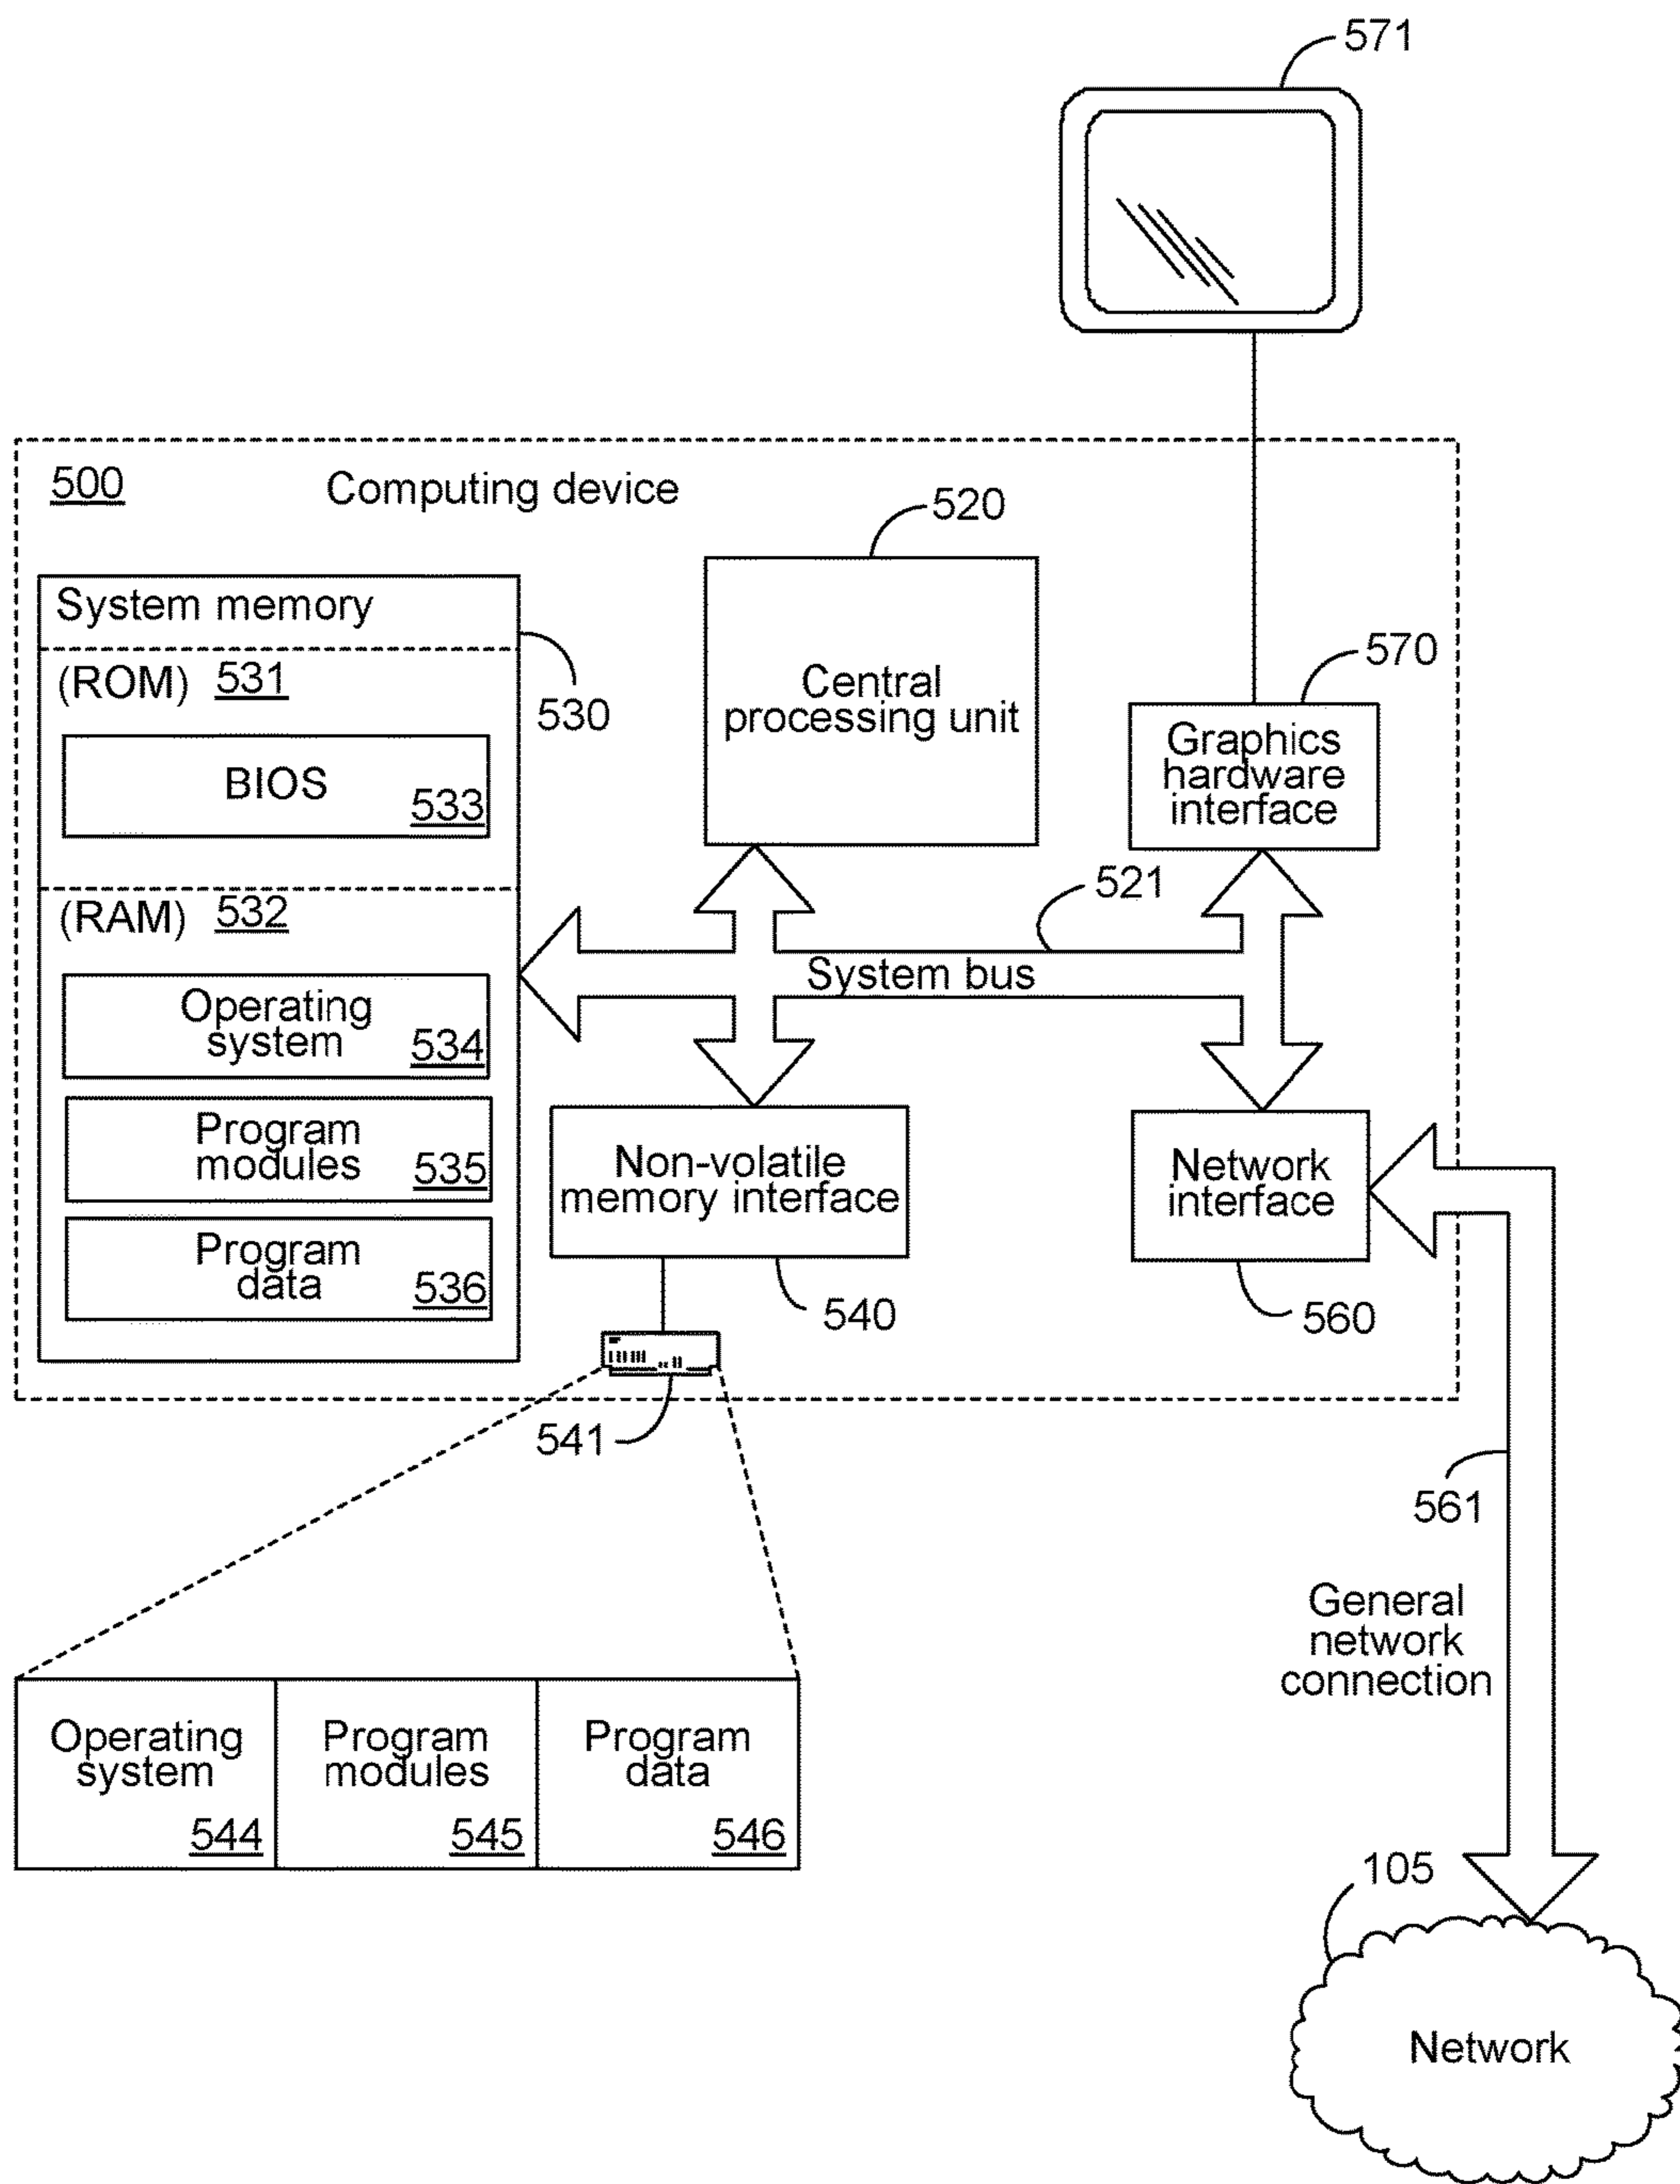 571
500
Computing device
520
System memory
(ROM) 531
530
BIOS
533
(RAM) 532
Operating
system
534
Program
modules
535
Program
data
536
Central
processing unit
570
Graphics
hardware
interface
521
System bus
Non-volatile
memory interface
540
Network
interface
560
541
561
General
network
connection
Operating
system
544
Program
modules
545
Program
data
546
105
Network